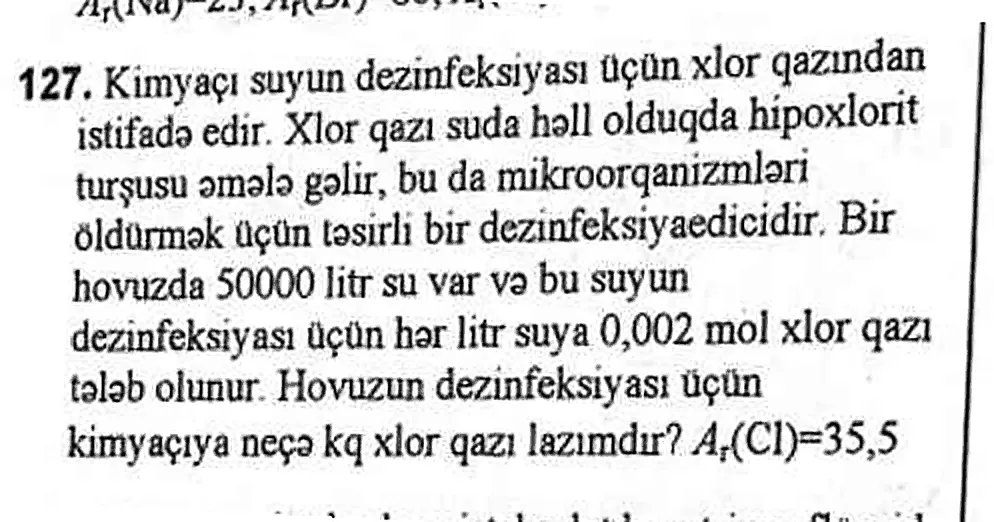 127. Kimyaçı suyun dezinfeksiyası üçün xlor qazından
istifadə edir. Xlor qazı suda həll olduqda hipoxlorit
turşusu əmələ gəlir, bu da mikroorqanizmləri
öldürmək üçün təsirli bir dezinfeksiyaedicidir. Bir
hovuzda 50000 litr su var və bu suyun
dezinfeksiyası üçün hər litr suya 0,002 mol xlor qazı
tələb olunur. Hovuzun dezinfeksiyası üçün
kimyaçıya neçə kq xlor qazı lazımdır? Aᵣ(Cl)=35,5